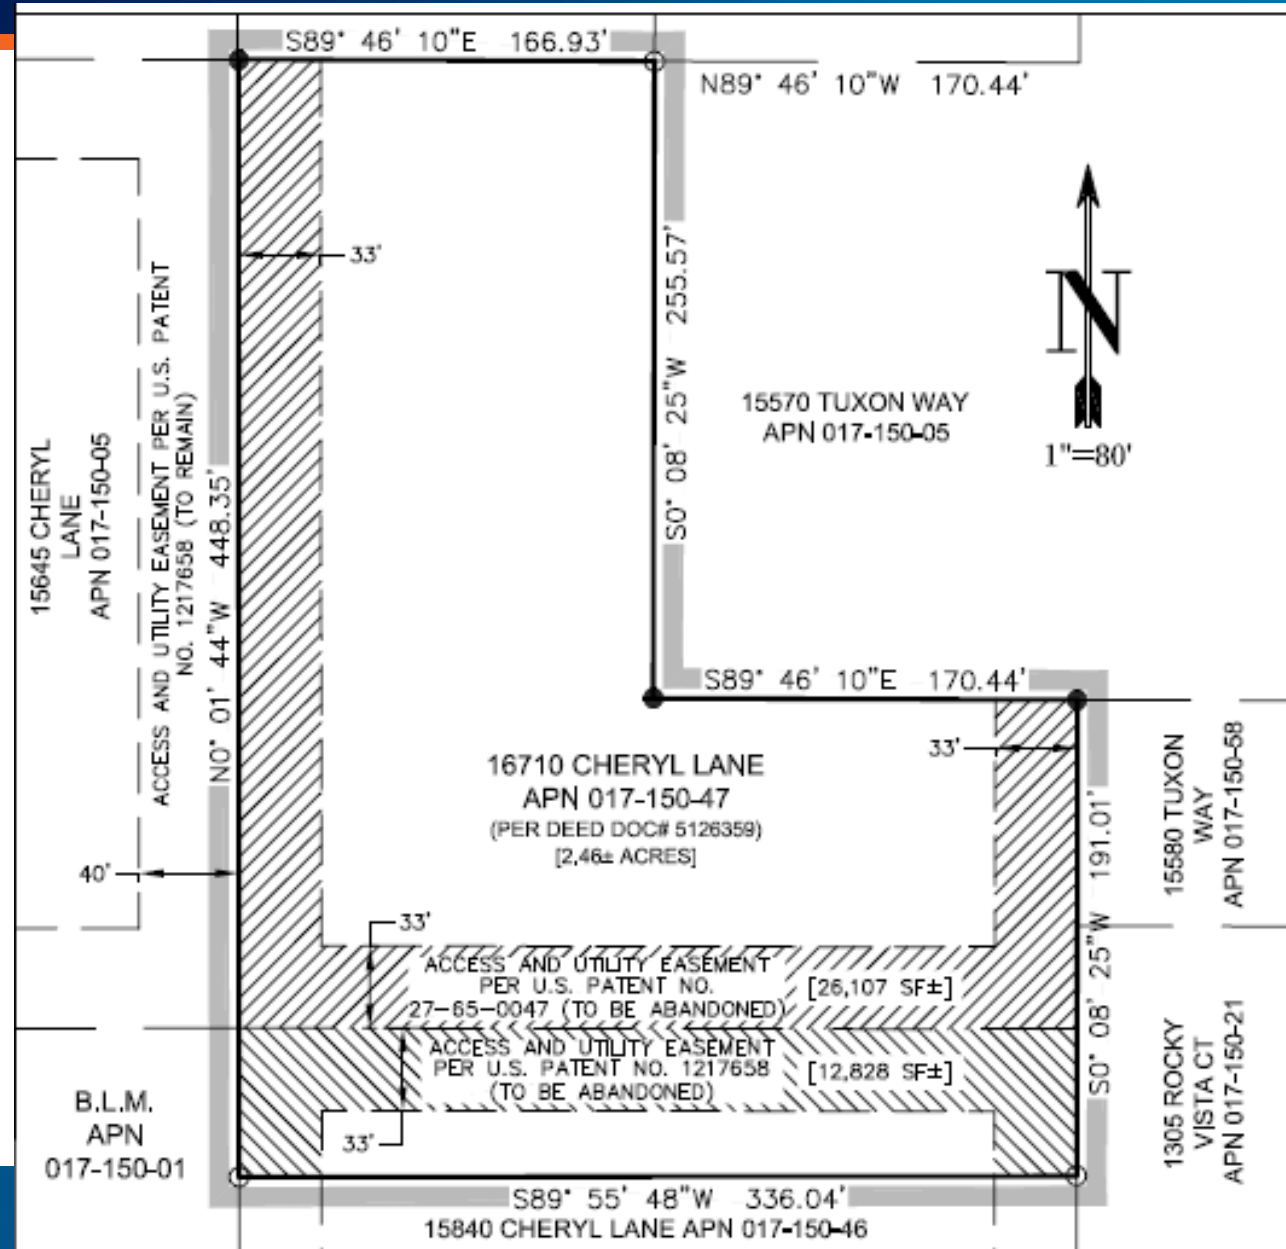 S89° 46' 10"E 166.93'
N89° 46' 10"W 170.44'
33'
N
1"=80'
15570 TUXON WAY
APN 017-150-05
S0° 08' 25"W 255.57'
15645 CHERYL
LANE
APN 017-150-05
ACCESS AND UTILITY EASEMENT PER U.S. PATENT
NO. 1217658 (TO REMAIN)
N0° 01' 44"W 448.35'
S89° 46' 10"E 170.44'
33'
16710 CHERYL LANE
APN 017-150-47
(PER DEED DOC# 5126359)
[2.46± ACRES]
15580 TUXON
WAY
APN 017-150-58
S0° 08' 25"W 191.01'
40'
33'
ACCESS AND UTILITY EASEMENT
PER U.S. PATENT NO.
27-65-0047 (TO BE ABANDONED)
[26,107 SF±]
ACCESS AND UTILITY EASEMENT
PER U.S. PATENT NO. 1217658
(TO BE ABANDONED)
[12,828 SF±]
33'
1305 ROCKY
VISTA CT
APN 017-150-21
B.L.M.
APN
017-150-01
S89° 55' 48"W 336.04'
15840 CHERYL LANE APN 017-150-46